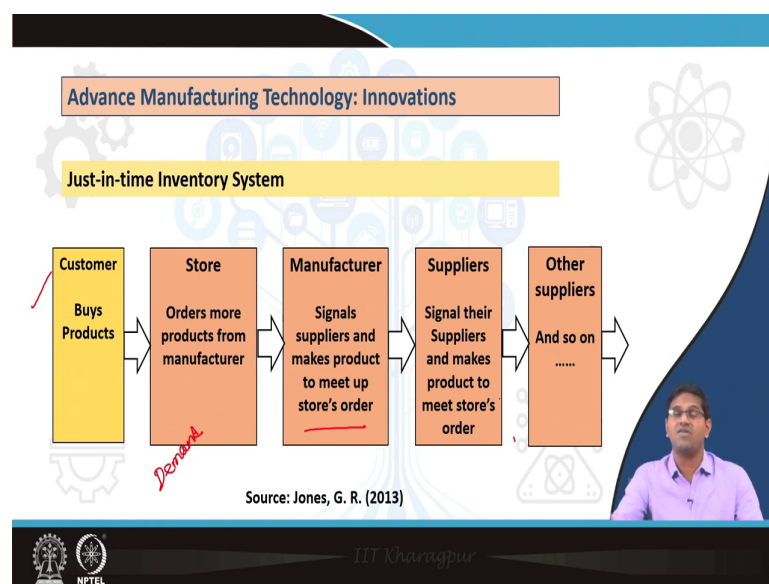 Advance Manufacturing Technology: Innovations
Just-in-time Inventory System
Customer
Buys
Products
Store
Orders more
products from
manufacturer
Demand
Manufacturer
Signals
suppliers and
makes product
to meet up
store's order
Suppliers
Signal their
Suppliers
and makes
product to
meet store's
order
Other
suppliers
And so on
......
Source: Jones, G. R. (2013)
IIT Kharagpur
NPTEL